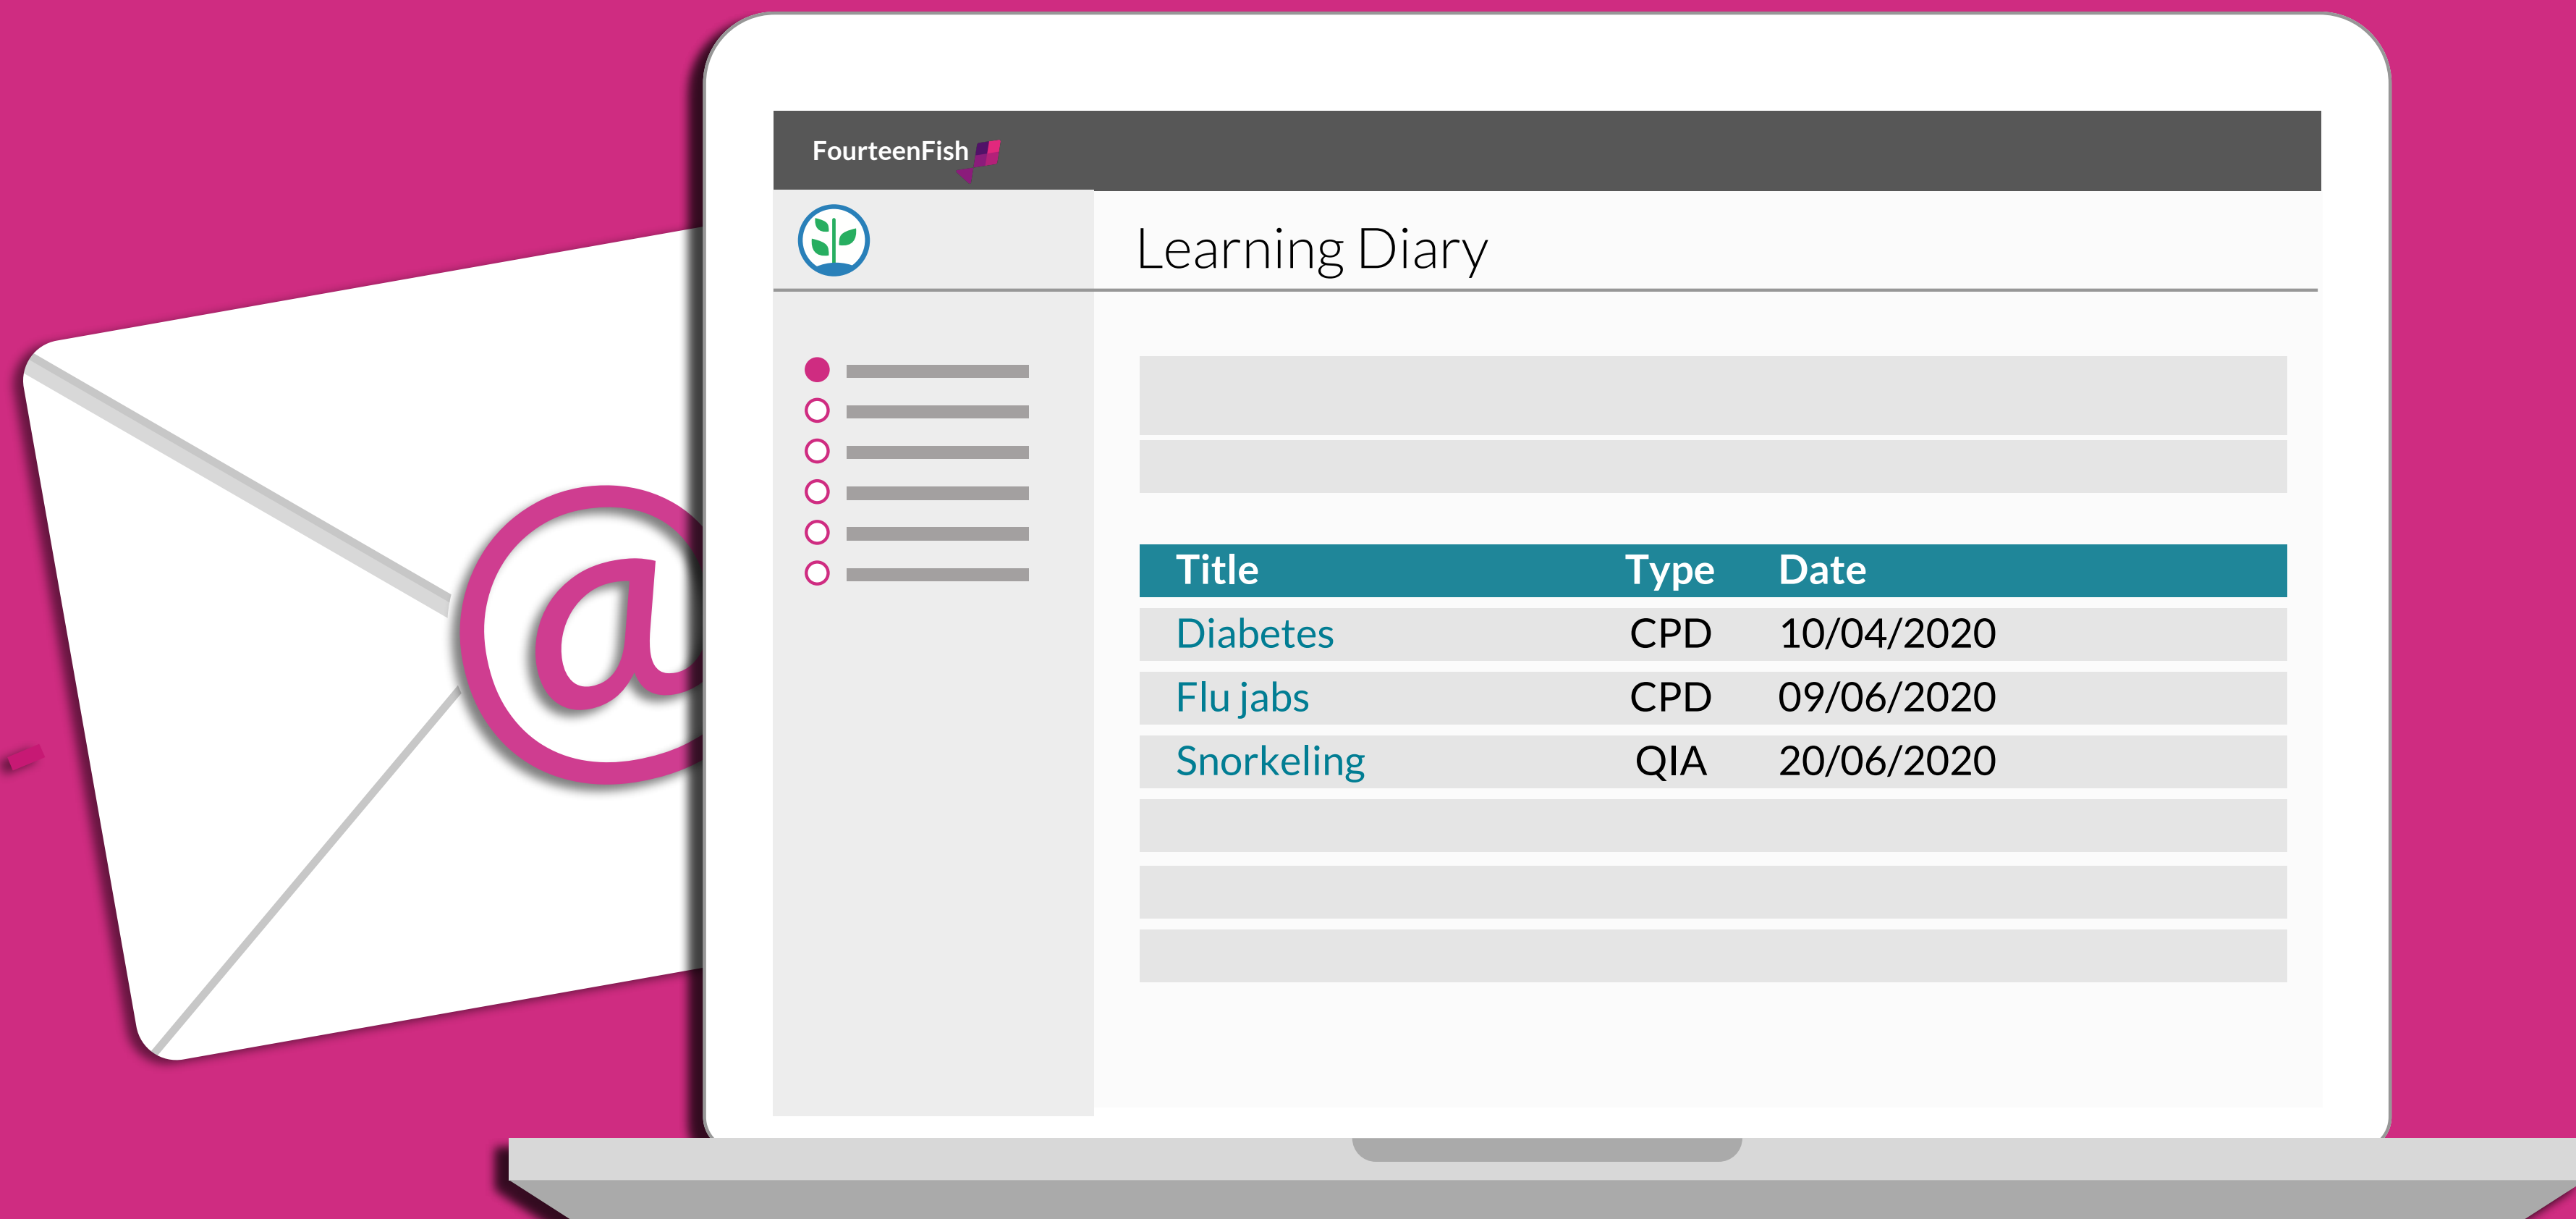 FourteenFish
Learning Diary
@
Title Type Date
Diabetes CPD 10/04/2020
Flu jabs CPD 09/06/2020
Snorkeling QIA 20/06/2020